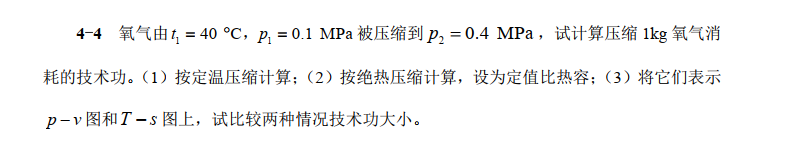 4-4 氧气由 t₁ = 40 °C，p₁ = 0.1 MPa 被压缩到 p₂ = 0.4 MPa，试计算压缩 1kg 氧气消
耗的技术功。（1）按定温压缩计算；（2）按绝热压缩计算，设为定值比热容；（3）将它们表示
p－v 图和 T－s 图上，试比较两种情况技术功大小。